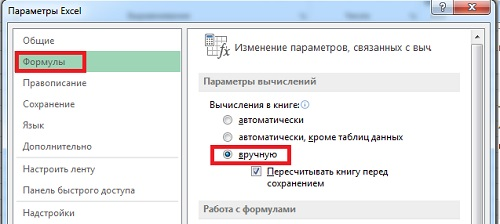 Параметры Excel
Общие
Формулы
Правописание
Сохранение
Язык
Дополнительно
Настроить ленту
Панель быстрого доступа
Надстройки
Изменение параметров, связанных с выч
Параметры вычислений
Вычисления в книге:
автоматически
автоматически, кроме таблиц данных
вручную
Пересчитывать книгу перед
сохранением
Работа с формулами